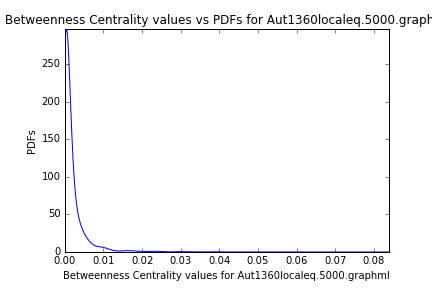 Betweenness Centrality values vs PDFs for Aut1360localeq.5000.graph
250
200
150
100
50
0
PDFs
0.00 0.01 0.02 0.03 0.04 0.05 0.06 0.07 0.08
Betweenness Centrality values for Aut1360localeq.5000.graphml